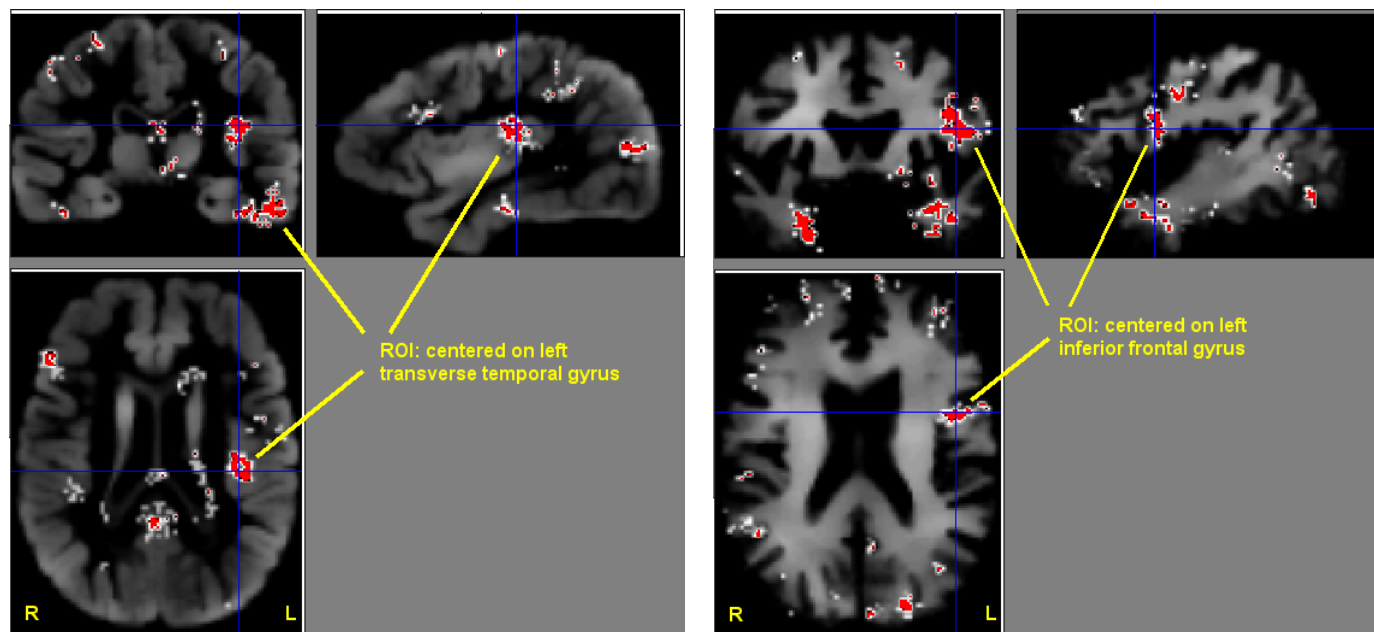 ROI: centered on left
transverse temporal gyrus
R
L
ROI: centered on left
inferior frontal gyrus
R
L